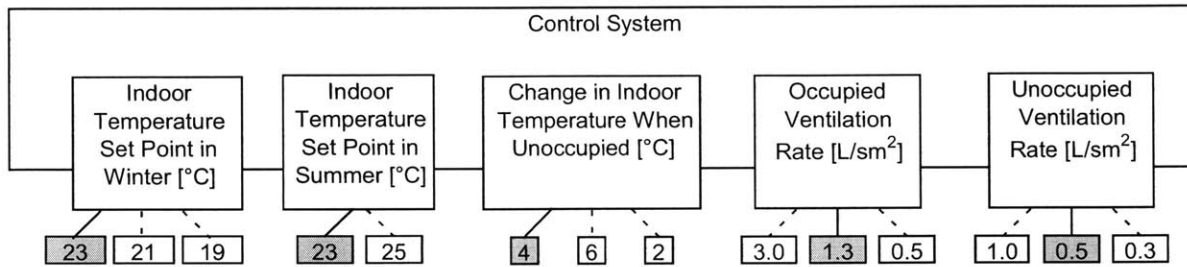 Control System
Indoor
Temperature
Set Point in
Winter [°C]
Indoor
Temperature
Set Point in
Summer [°C]
Change in Indoor
Temperature When
Unoccupied [°C]
Occupied
Ventilation
Rate [L/sm²]
Unoccupied
Ventilation
Rate [L/sm²]
23 21 19 23 25 4 6 2 3.0 1.3 0.5 1.0 0.5 0.3